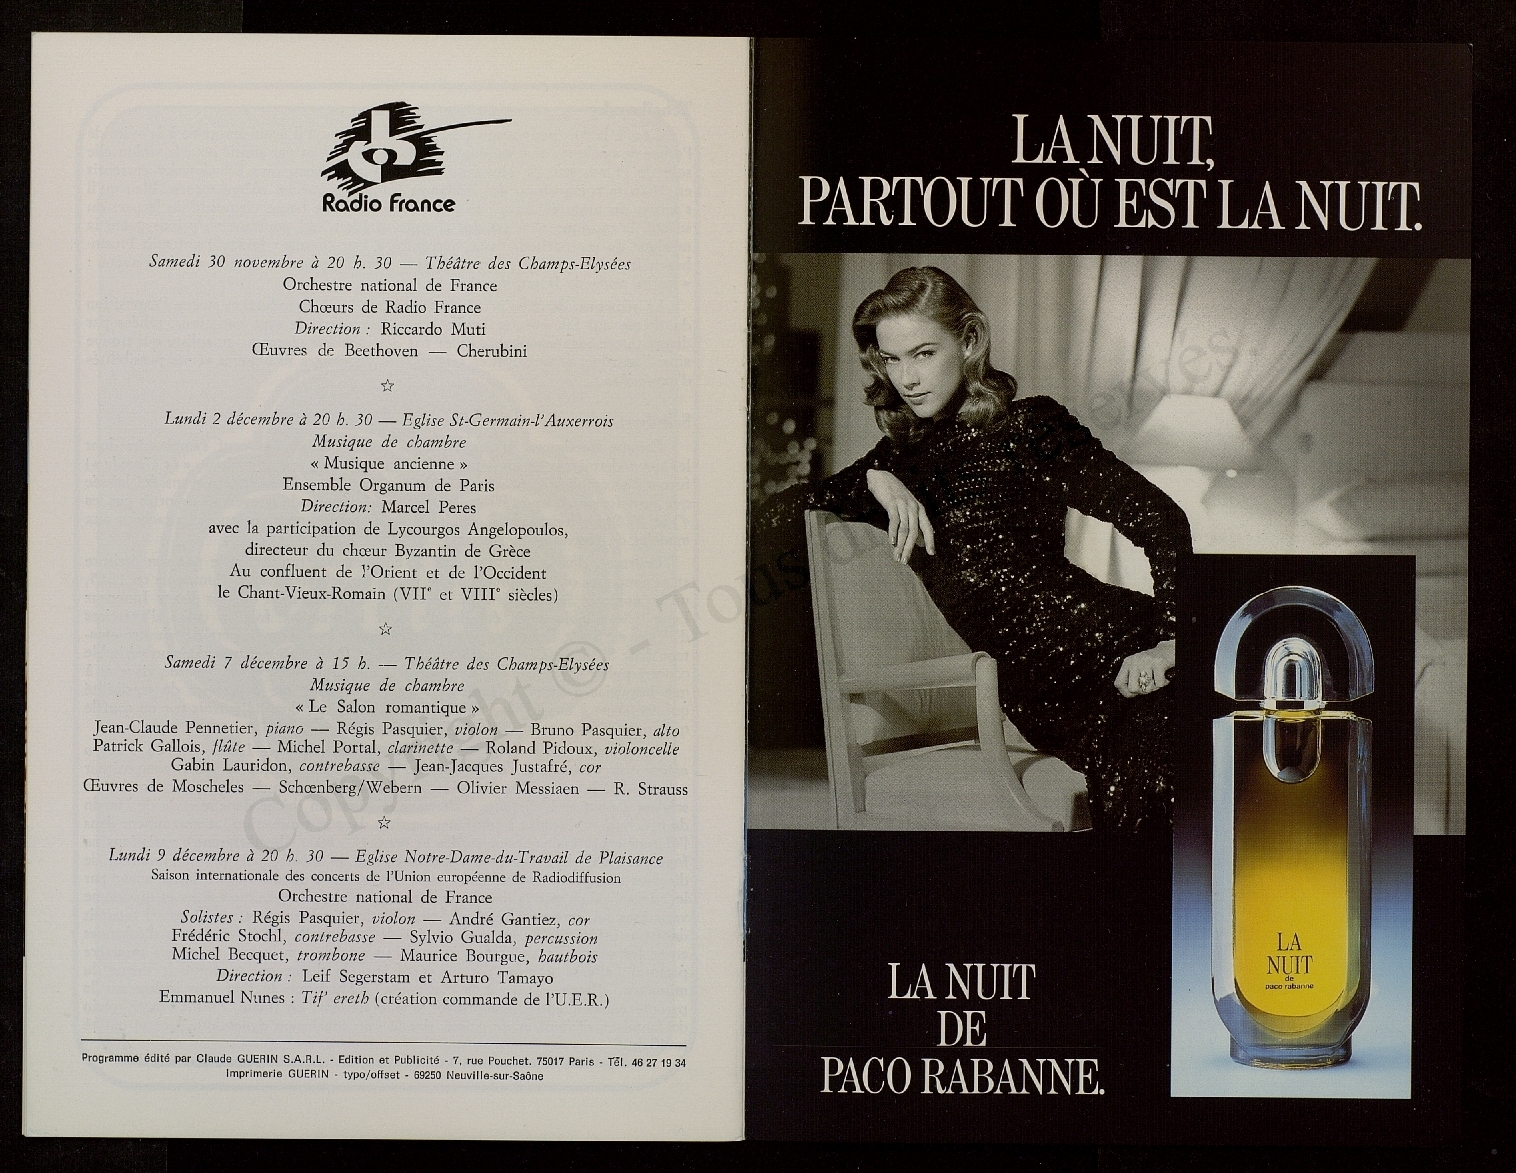 Radio France
Samedi 30 novembre à 20 h. 30 — Théâtre des Champs-Elysées
Orchestre national de France
Chœurs de Radio France
Direction : Riccardo Muti
Œuvres de Beethoven — Cherubini
☆
Lundi 2 décembre à 20 h. 30 — Eglise St-Germain-l'Auxerrois
Musique de chambre
« Musique ancienne »
Ensemble Organum de Paris
Direction: Marcel Peres
avec la participation de Lycourgos Angelopoulos,
directeur du chœur Byzantin de Grèce
Au confluent de l'Orient et de l'Occident
le Chant-Vieux-Romain (VIIe et VIIIe siècles)
☆
Samedi 7 décembre à 15 h. — Théâtre des Champs-Elysées
Musique de chambre
« Le Salon romantique »
Jean-Claude Pennetier, piano — Régis Pasquier, violon — Bruno Pasquier, alto
Patrick Gallois, flûte — Michel Portal, clarinette — Roland Pidoux, violoncelle
Gabin Lauridon, contrebasse — Jean-Jacques Justafré, cor
Œuvres de Moscheles — Schœnberg/Webern — Olivier Messiaen — R. Strauss
☆
Lundi 9 décembre à 20 h. 30 — Eglise Notre-Dame-du-Travail de Plaisance
Saison internationale des concerts de l'Union européenne de Radiodiffusion
Orchestre national de France
Solistes : Régis Pasquier, violon — André Gantiez, cor
Frédéric Stochl, contrebasse — Sylvio Gualda, percussion
Michel Becquet, trombone — Maurice Bourgue, hautbois
Direction : Leif Segerstam et Arturo Tamayo
Emmanuel Nunes : Tif' ereth (création commande de l'U.E.R.)
Programme édité par Claude GUERIN S.A.R.L. - Edition et Publicité - 7, rue Pouchet. 75017 Paris - Tél. 46 27 19 34
Imprimerie GUERIN - typo/offset - 69250 Neuville-sur-Saône
Copyright © - Tous droits réservés
LA NUIT,
PARTOUT OÙ EST LA NUIT.
LA
NUIT
de
paco rabanne
LA NUIT
DE
PACO RABANNE.